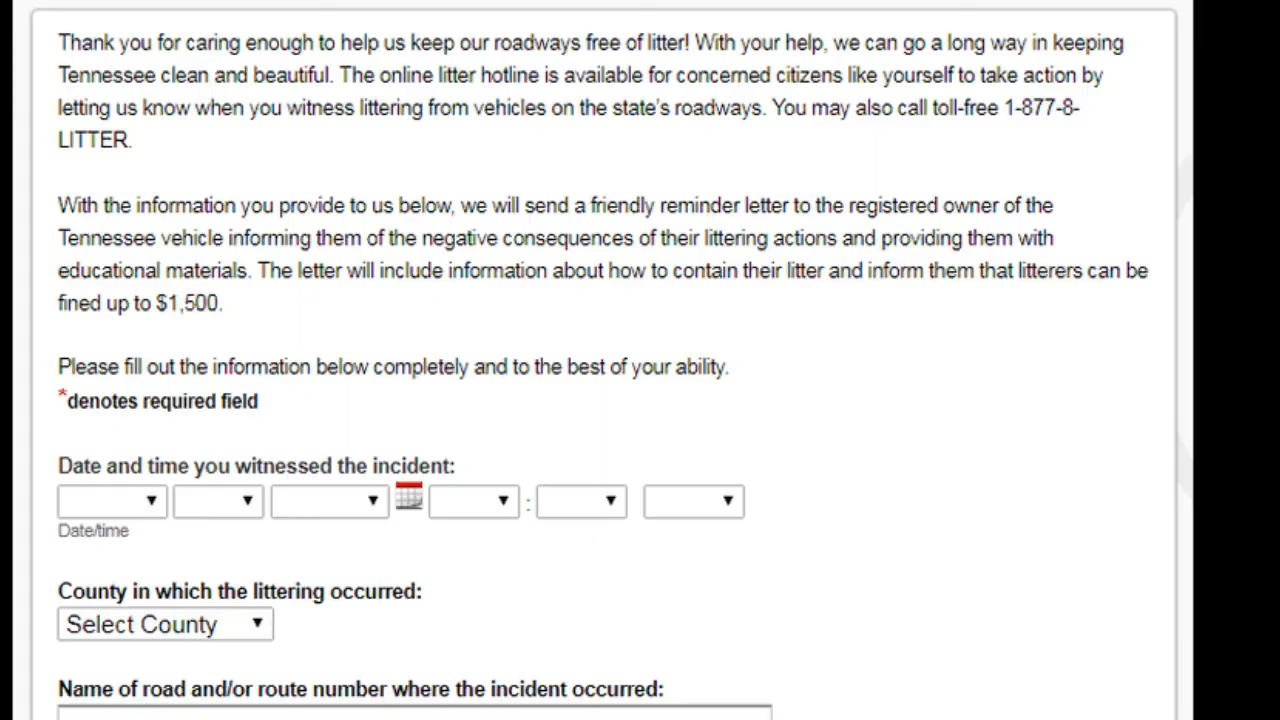 Thank you for caring enough to help us keep our roadways free of litter! With your help, we can go a long way in keeping
Tennessee clean and beautiful. The online litter hotline is available for concerned citizens like yourself to take action by
letting us know when you witness littering from vehicles on the state's roadways. You may also call toll-free 1-877-8-
LITTER.
With the information you provide to us below, we will send a friendly reminder letter to the registered owner of the
Tennessee vehicle informing them of the negative consequences of their littering actions and providing them with
educational materials. The letter will include information about how to contain their litter and inform them that litterers can be
fined up to $1,500.
Please fill out the information below completely and to the best of your ability.
*denotes required field
Date and time you witnessed the incident:
:
Date/time
County in which the littering occurred:
Select County
Name of road and/or route number where the incident occurred: